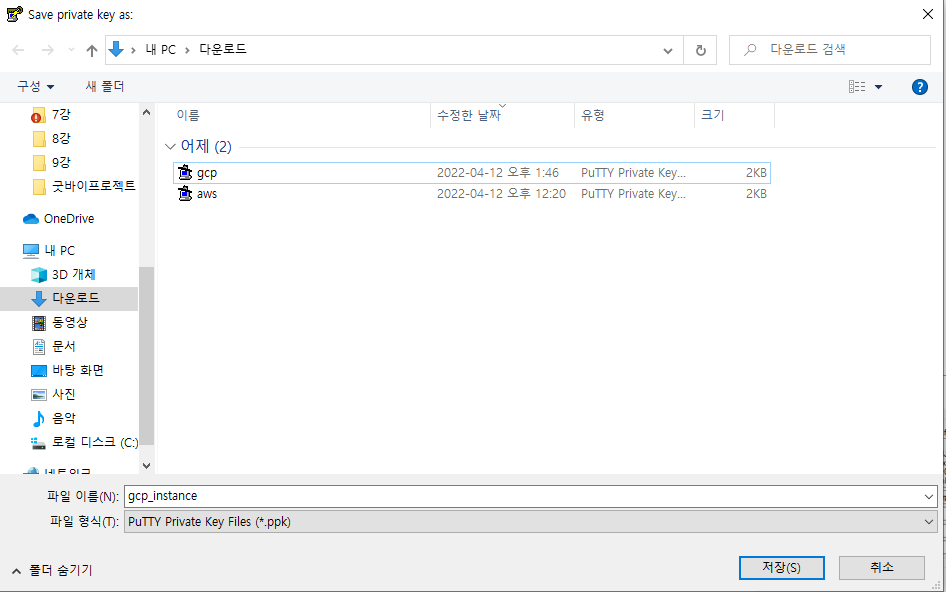 Save private key as:
내 PC › 다운로드
다운로드 검색
구성
새 폴더
7강
8강
9강
굿바이프로젝트
OneDrive
내 PC
3D 개체
다운로드
동영상
문서
바탕 화면
사진
음악
로컬 디스크 (C:)
네트워크
이름 수정한 날짜 유형 크기
어제 (2)
gcp 2022-04-12 오후 1:46 PuTTY Private Key... 2KB
aws 2022-04-12 오후 12:20 PuTTY Private Key... 2KB
파일 이름(N): gcp_instance
파일 형식(T): PuTTY Private Key Files (*.ppk)
폴더 숨기기
저장(S)
취소